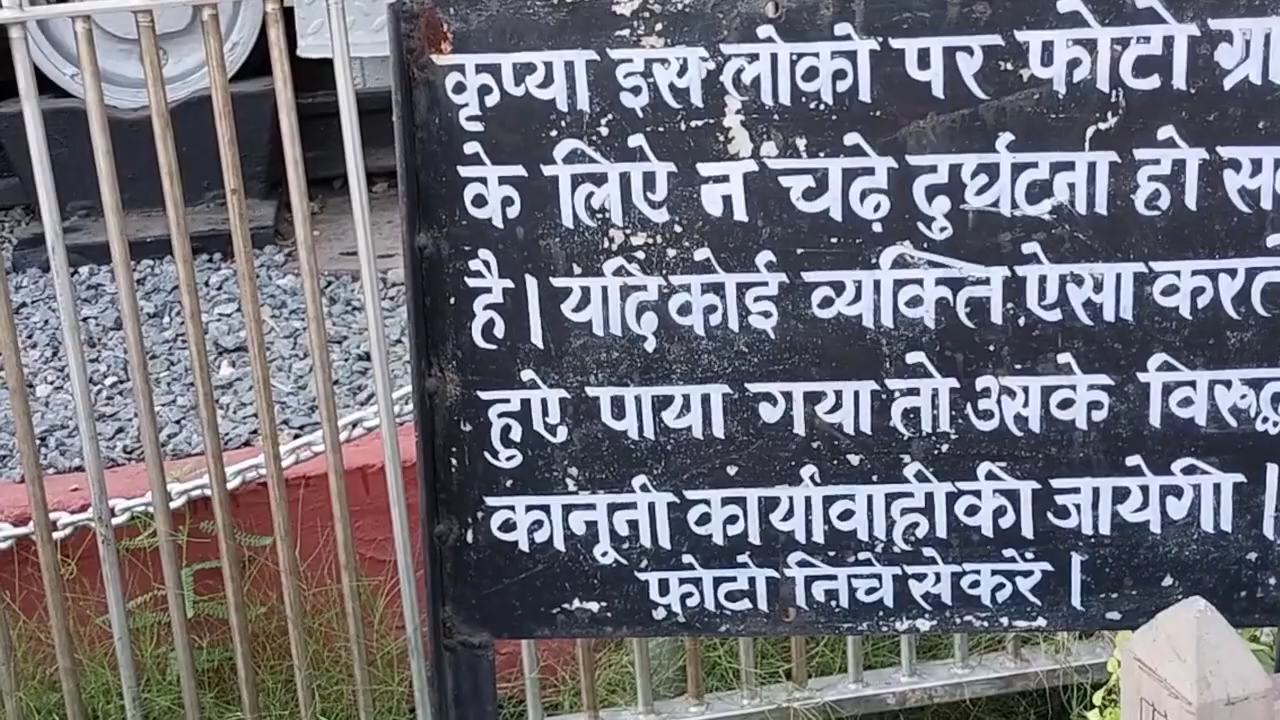 कृप्या इस लोको पर फोटो ग्रा
के लिऐ न चढ़े दुर्घटना हो
है। यदि कोई व्यक्ति ऐसा करत
हुऐ पाया गया तो उसके विरूद्ध
कानूनी कार्यावाही की जायेगी।
फ़ोटो निचे से करें।